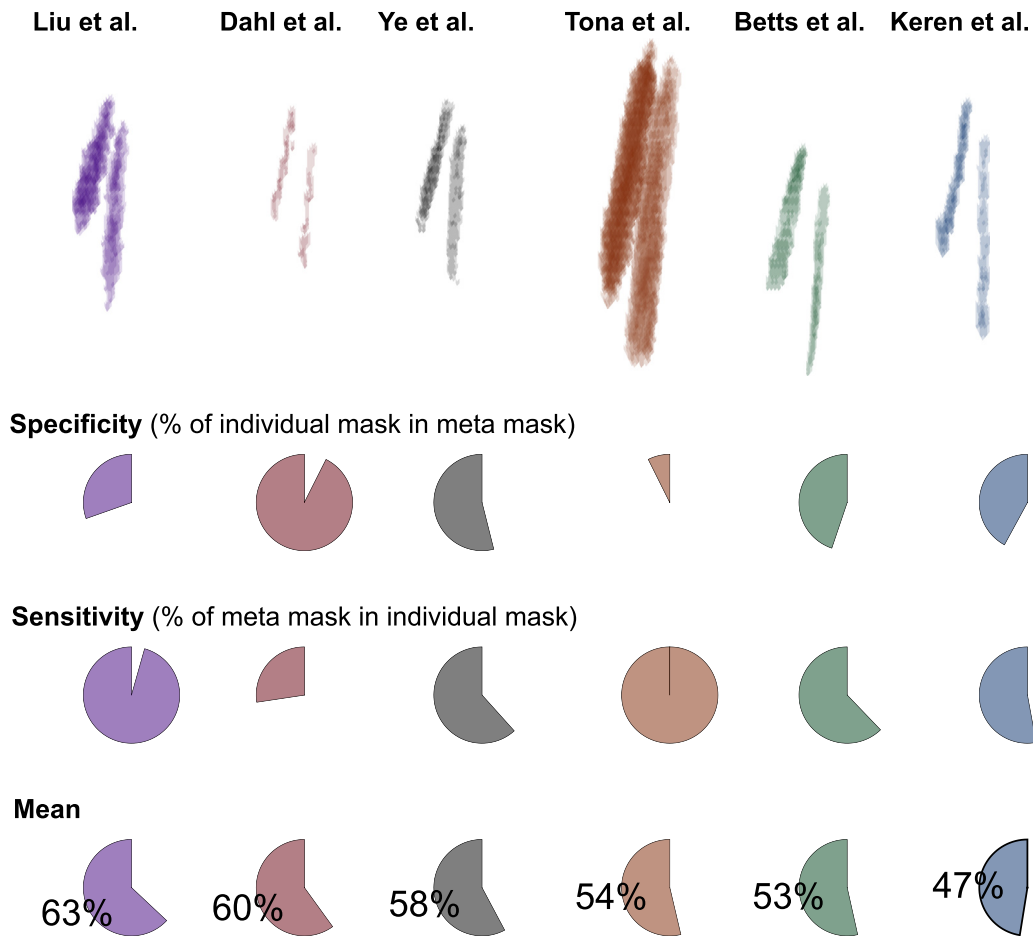 Liu et al. Dahl et al. Ye et al. Tona et al. Betts et al. Keren et al.
Specificity (% of individual mask in meta mask)
Sensitivity (% of meta mask in individual mask)
Mean
63% 60% 58% 54% 53% 47%